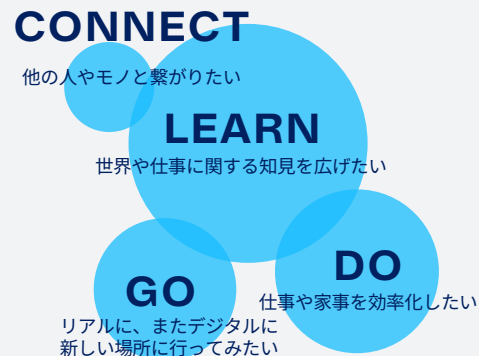 CONNECT
他の人やモノと繋がりたい
LEARN
世界や仕事に関する知見を広げたい
DO
仕事や家事を効率化したい
GO
リアルに、またデジタルに
新しい場所に行ってみたい